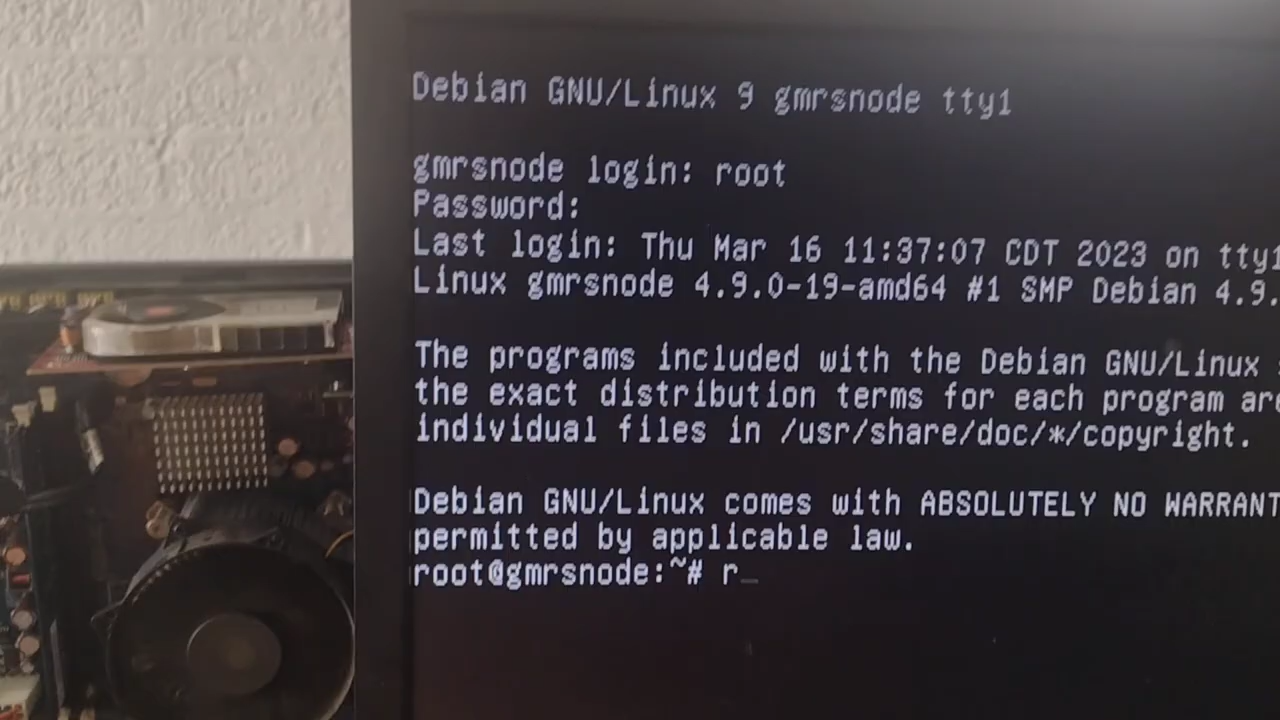 Debian GNU/Linux 9 gmrsnode tty1
gmrsnode login: root
Password:
Last login: Thu Mar 16 11:37:07 CDT 2023 on tty1
Linux gmrsnode 4.9.0-19-amd64 #1 SMP Debian 4.9.
The programs included with the Debian GNU/Linux
the exact distribution terms for each program are
individual files in /usr/share/doc/*/copyright.
Debian GNU/Linux comes with ABSOLUTELY NO WARRANT
permitted by applicable law.
root@gmrsnode:~# r_